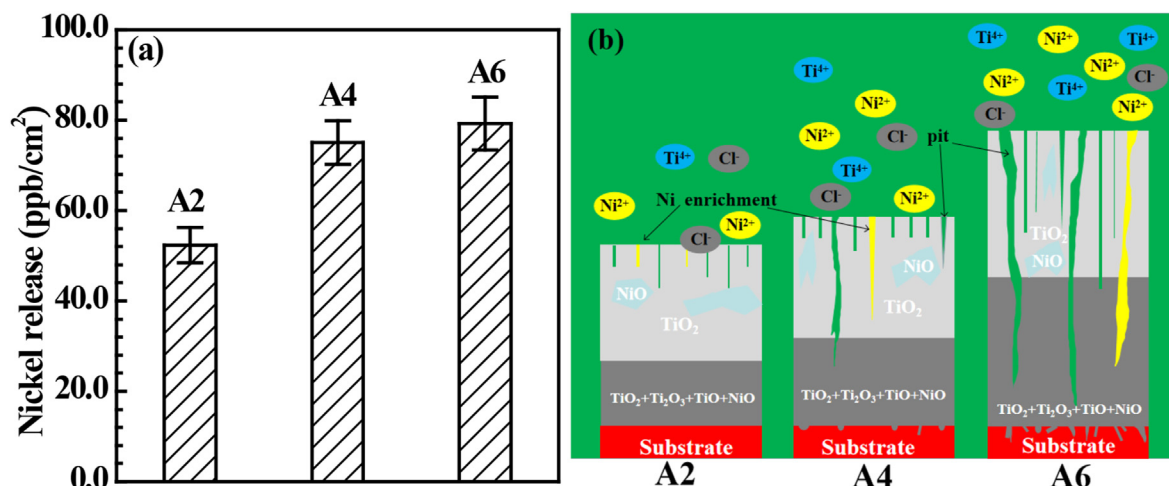 (a)
Nickel release (ppb/cm²)
100.0
80.0
60.0
40.0
20.0
0.0
A2
A4
A6
(b)
Ti⁴⁺
Cl⁻
Ni²⁺
Ni²⁺
Cl⁻
Ni enrichment
NiO
TiO₂
TiO₂+Ti₂O₃+TiO+NiO
Substrate
A2
Ti⁴⁺
Ni²⁺
Ni²⁺
Cl⁻
Ti⁴⁺
Cl⁻
Ni²⁺
pit
NiO
TiO₂
TiO₂+Ti₂O₃+TiO+NiO
Substrate
A4
Ti⁴⁺
Ni²⁺
Ti⁴⁺
Ni²⁺
Ni²⁺
Cl⁻
Ti⁴⁺
Cl⁻
Ni²⁺
TiO₂
NiO
TiO₂+Ti₂O₃+TiO+NiO
Substrate
A6